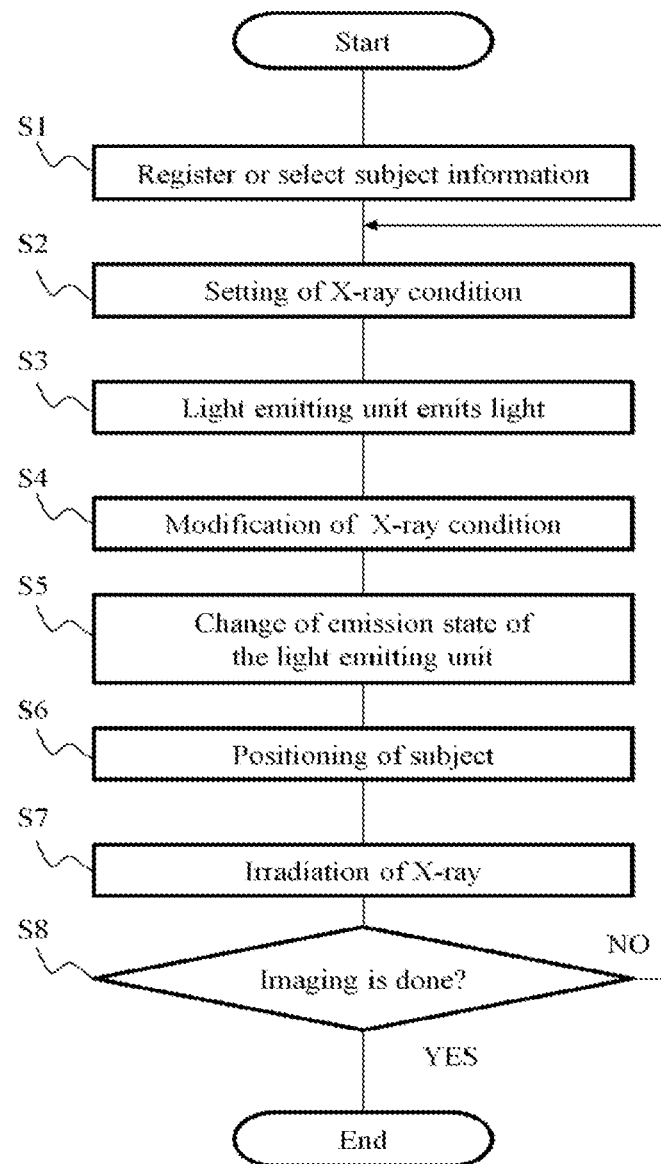 Start
S1
Register or select subject information
S2
Setting of X-ray condition
S3
Light emitting unit emits light
S4
Modification of X-ray condition
S5
Change of emission state of
the light emitting unit
S6
Positioning of subject
S7
Irradiation of X-ray
S8
Imaging is done?
NO
YES
End